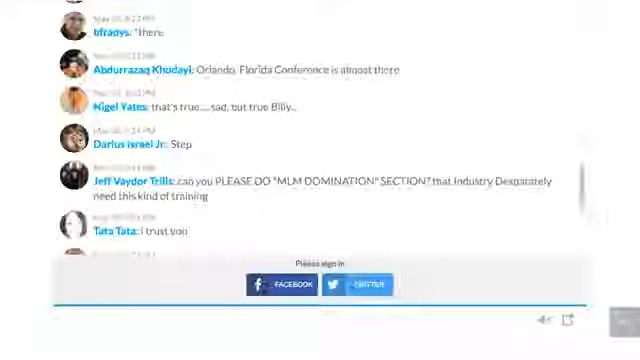 bfradys: "there
Abdurrazaq Khudayi: Orlando, Florida Conference is almost there
Nigel Yates: that's true.... sad, but true Billy...
Darius Israel Jr: Step
Jeff Vaydor Trills: can you PLEASE DO "MLM DOMINATION" SECTION? that Industry Desparately
need this kind of training
Tata Tata: i trust you
Please sign in
FACEBOOK TWITTER